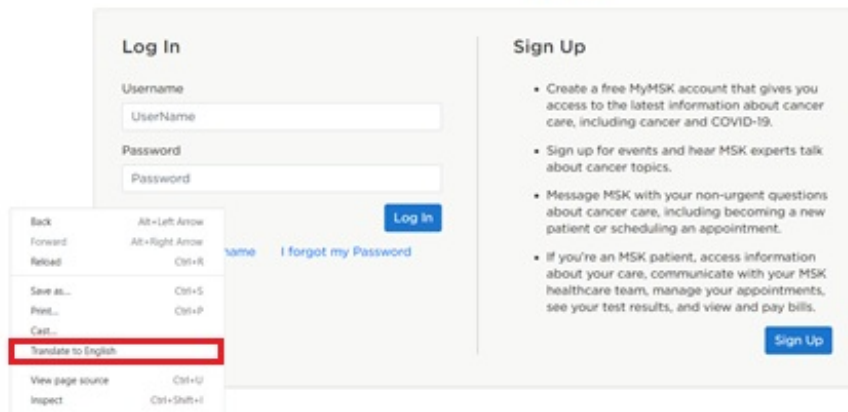 Log In
Username
UserName
Password
Password
Log In
name I forgot my Password
Sign Up
• Create a free MyMSK account that gives you
access to the latest information about cancer
care, including cancer and COVID-19.
• Sign up for events and hear MSK experts talk
about cancer topics.
• Message MSK with your non-urgent questions
about cancer care, including becoming a new
patient or scheduling an appointment.
• If you're an MSK patient, access information
about your care, communicate with your MSK
healthcare team, manage your appointments,
see your test results, and view and pay bills.
Sign Up
Back Alt+Left Arrow
Forward Alt+Right Arrow
Reload Ctrl+R
Save as... Ctrl+S
Print... Ctrl+P
Cast...
Translate to English
View page source Ctrl+U
Inspect Ctrl+Shift+I